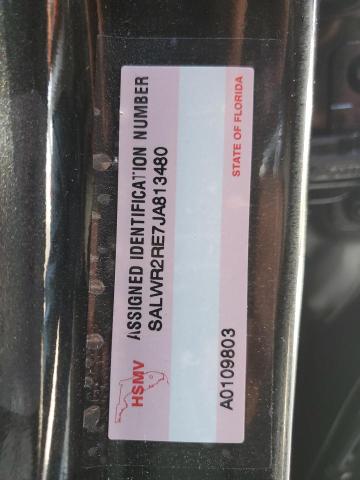 ASSIGNED IDENTIFICATION NUMBER
SALWR2RE7JA813480
HSMV
A0109803
STATE OF FLORIDA